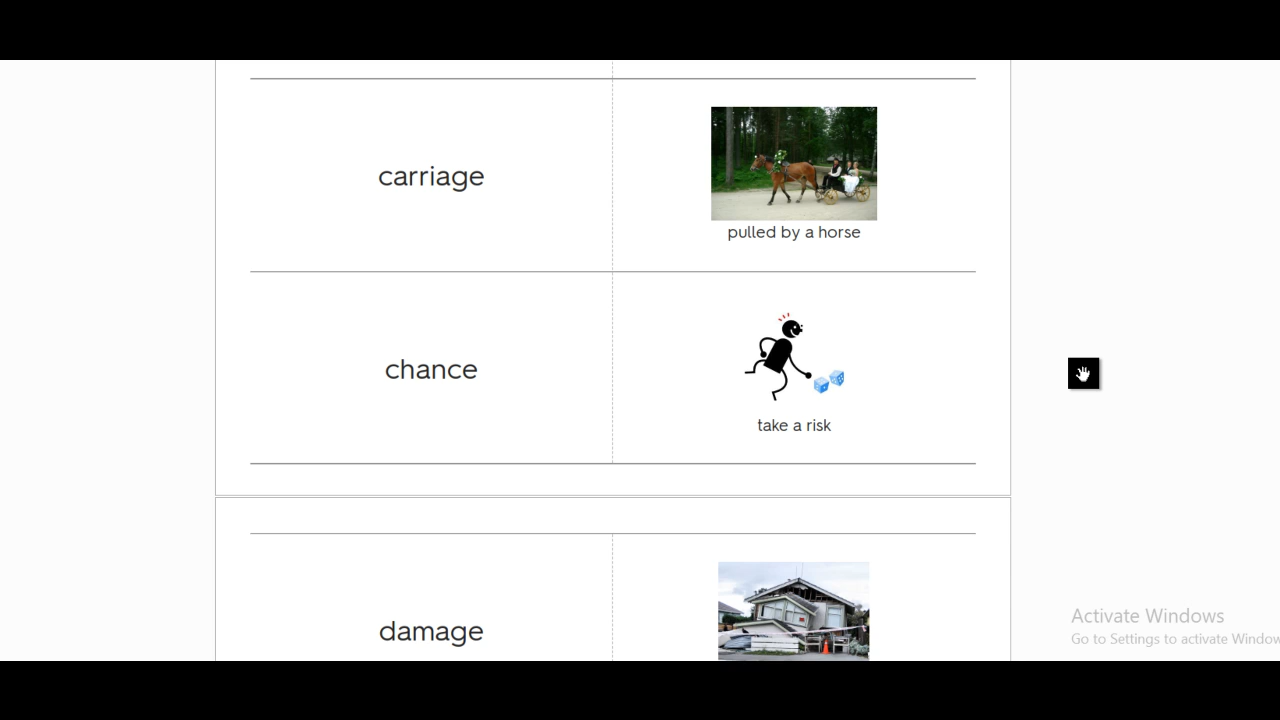 carriage
pulled by a horse
chance
take a risk
damage
Activate Windows
Go to Settings to activate Window